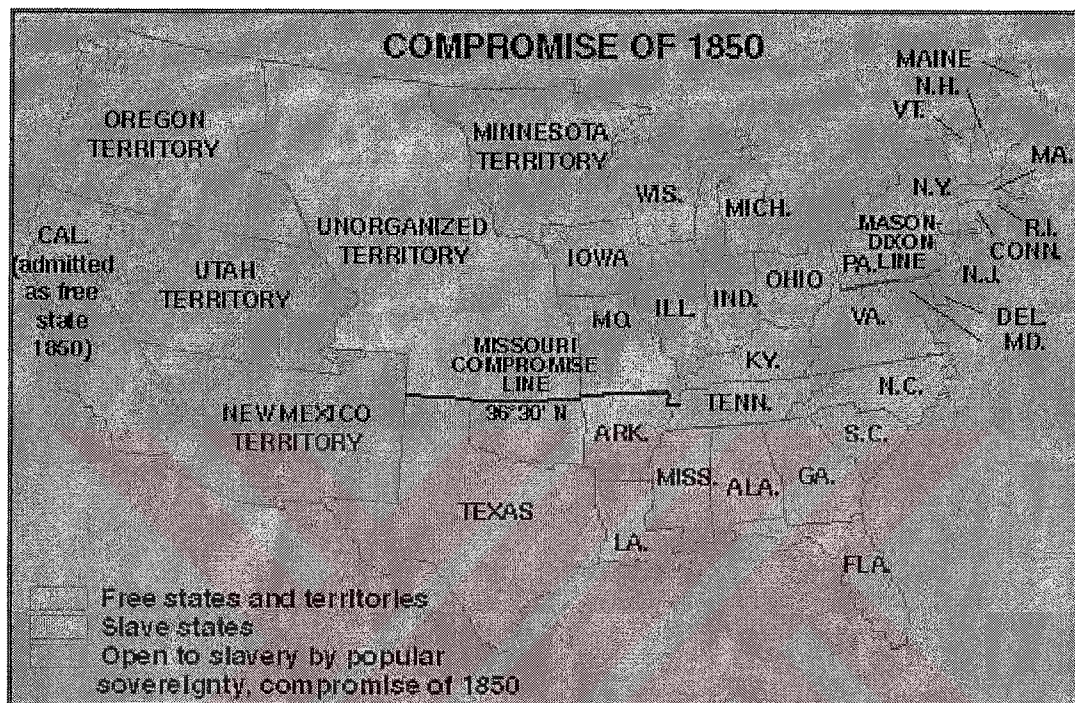 COMPROMISE OF 1850
MAINE
N.H.
VT.
OREGON
TERRITORY
MINNESOTA
TERRITORY
MA.
N.Y.
WIS.
MICH.
R.I.
CONN.
MASON-
DIXON
LINE
CAL.
(admitted
as free
state
1850)
UNORGANIZED
TERRITORY
UTAH
TERRITORY
IOWA
OHIO
PA.
N.J.
ILL.
IND.
MO.
VA.
DEL.
MD.
MISSOURI
COMPROMISE
LINE
36°30' N
KY.
N.C.
TENN.
NEW MEXICO
TERRITORY
ARK.
S.C.
MISS.
ALA.
GA.
TEXAS
LA.
FLA.
Free states and territories
Slave states
Open to slavery by popular
sovereignty, compromise of 1850